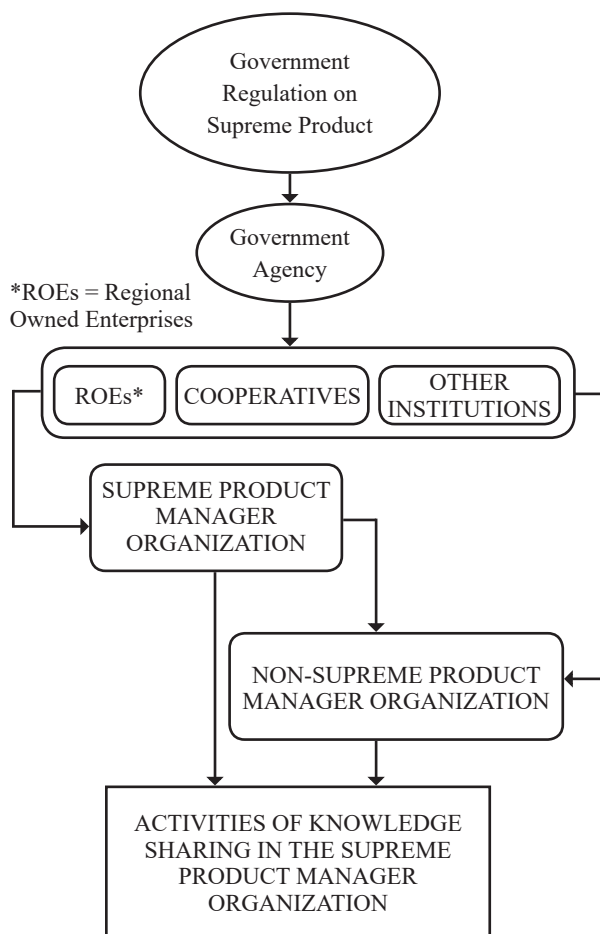 Government
Regulation on
Supreme Product
Government
Agency
*ROEs = Regional
Owned Enterprises
ROEs*
COOPERATIVES
OTHER
INSTITUTIONS
SUPREME PRODUCT
MANAGER
ORGANIZATION
NON-SUPREME PRODUCT
MANAGER ORGANIZATION
ACTIVITIES OF KNOWLEDGE
SHARING IN THE SUPREME
PRODUCT MANAGER
ORGANIZATION